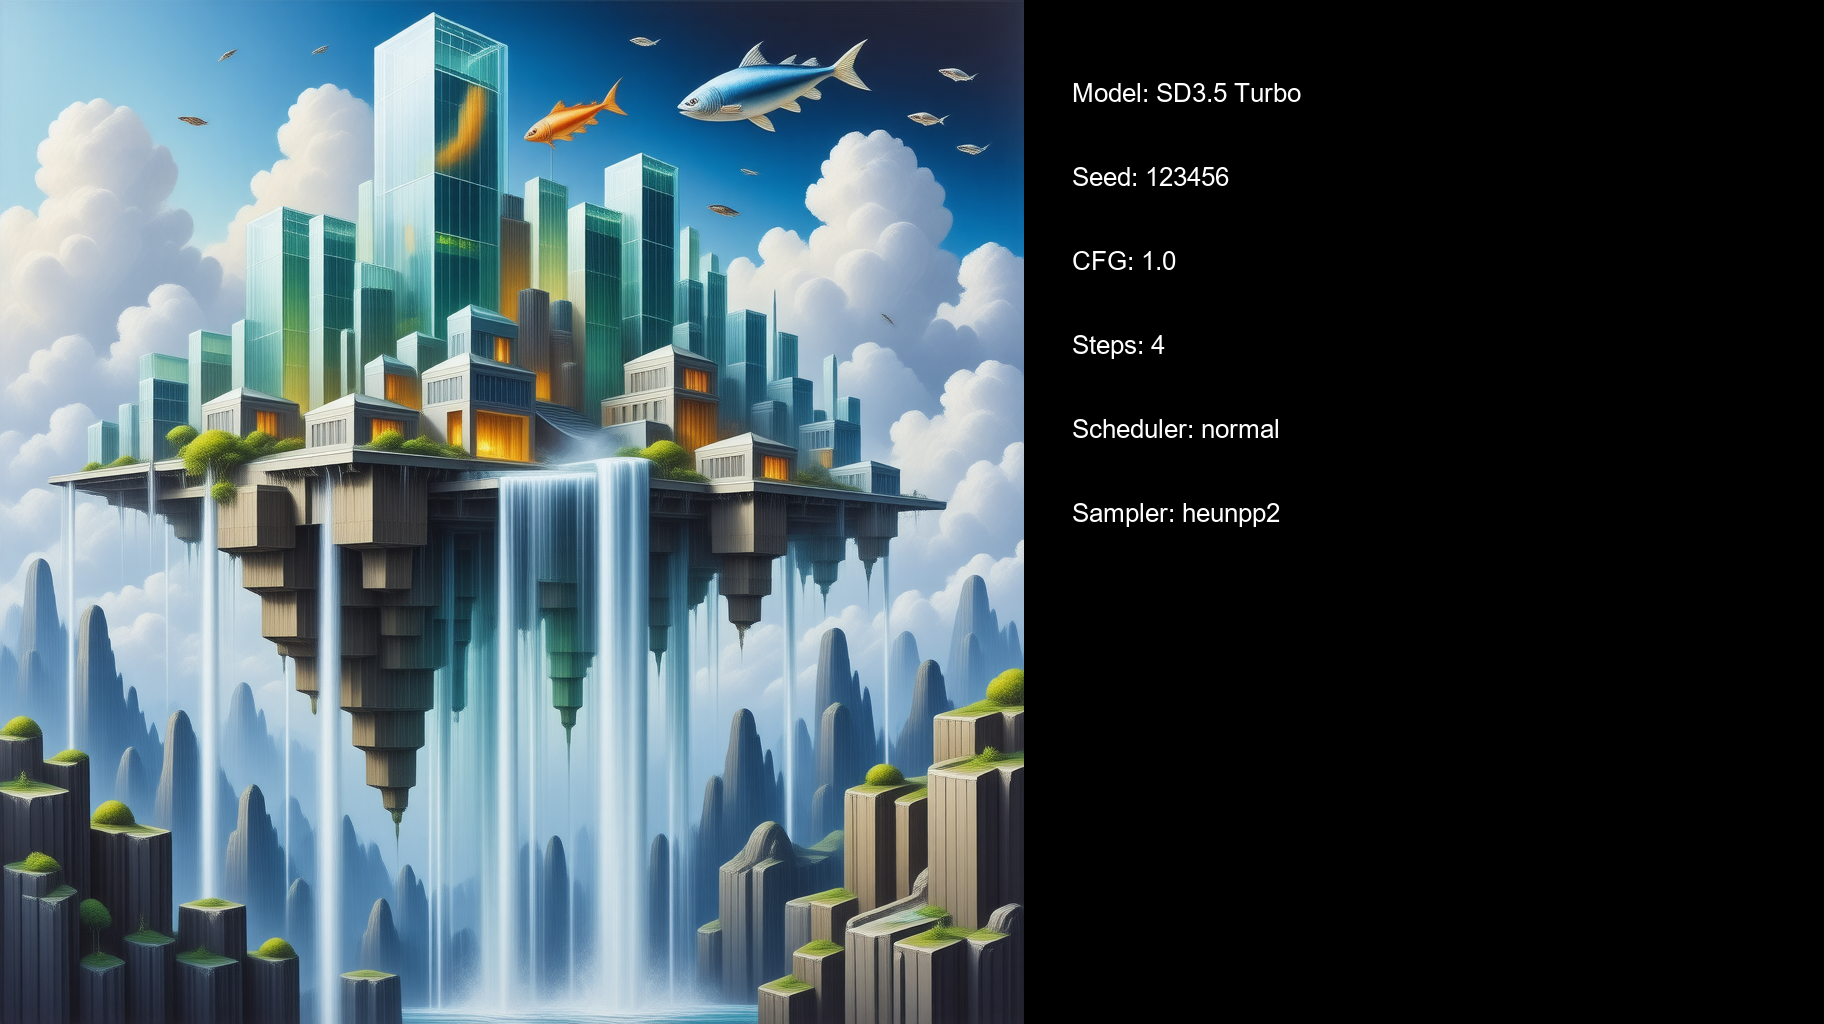 Model: SD3.5 Turbo
Seed: 123456
CFG: 1.0
Steps: 4
Scheduler: normal
Sampler: heunpp2